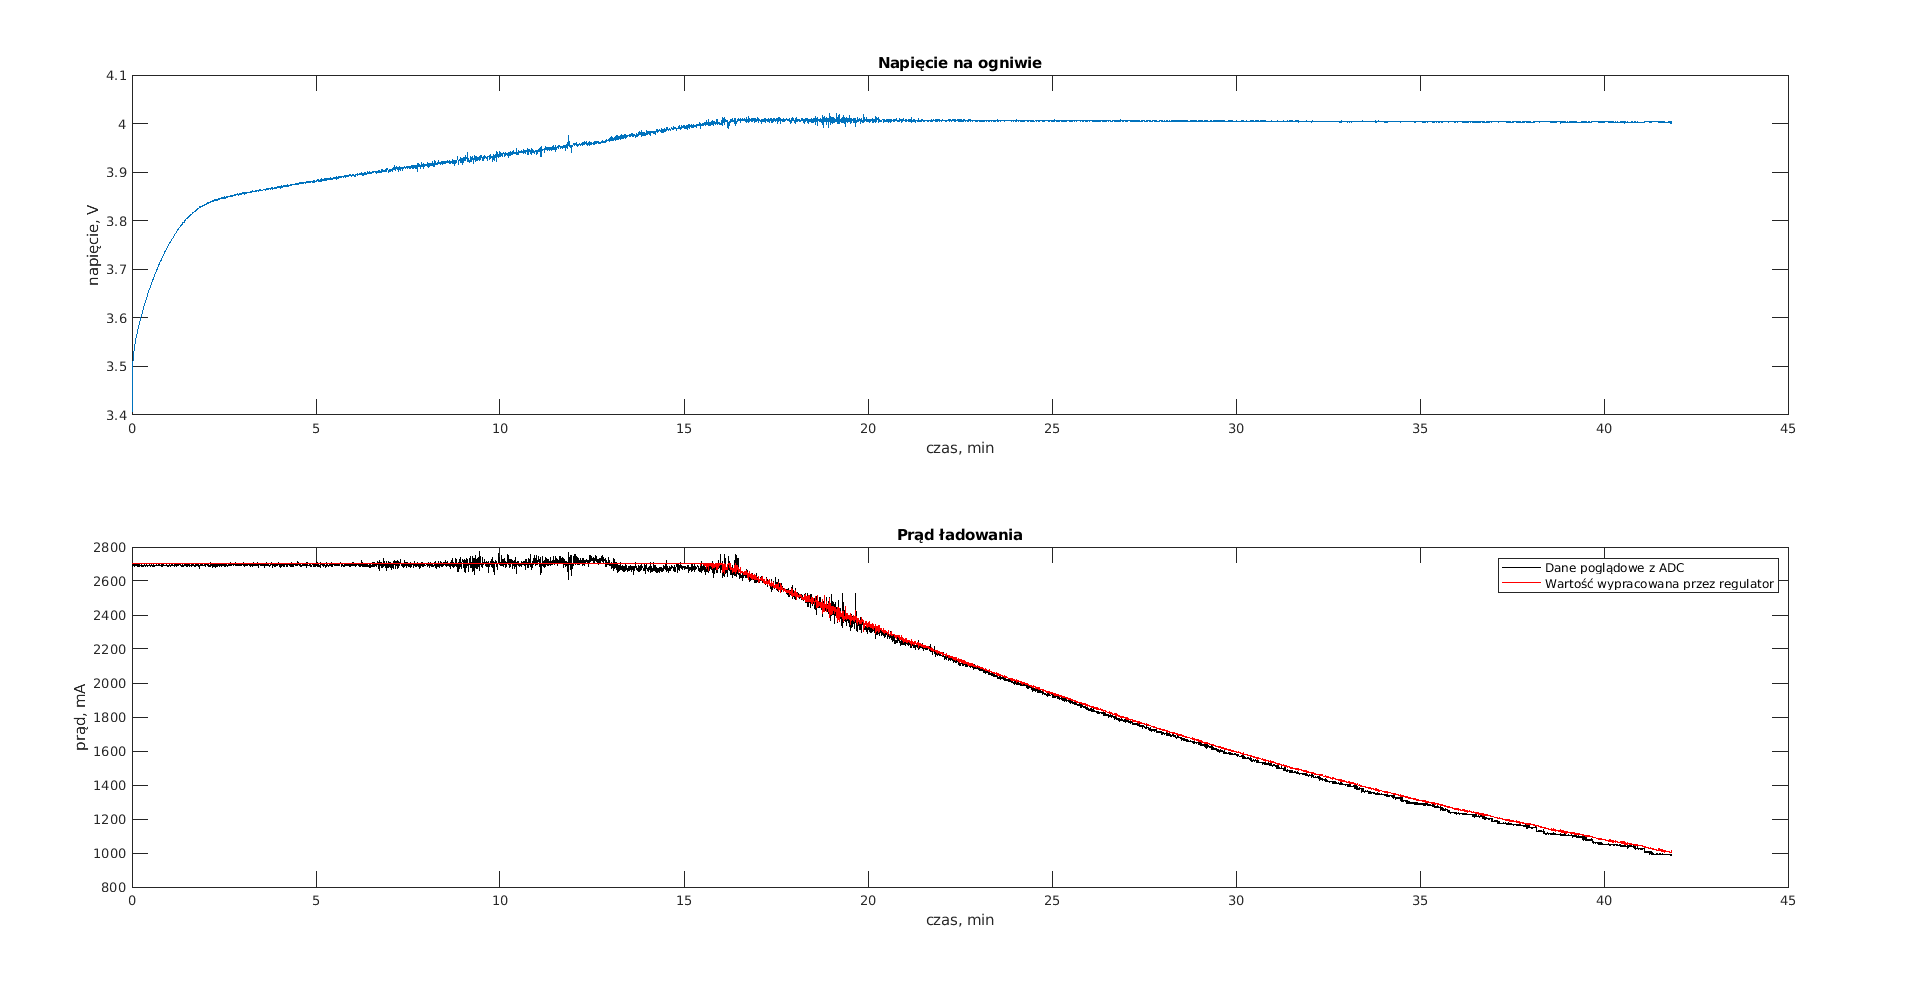 Napięcie na ogniwie
4.1
4
3.9
3.8
3.7
3.6
3.5
3.4
napięcie, V
0 5 10 15 20 25 30 35 40 45
czas, min
Prąd ładowania
2800
2600
2400
2200
2000
1800
1600
1400
1200
1000
800
prąd, mA
Dane poglądowe z ADC
Wartość wypracowana przez regulator
0 5 10 15 20 25 30 35 40 45
czas, min